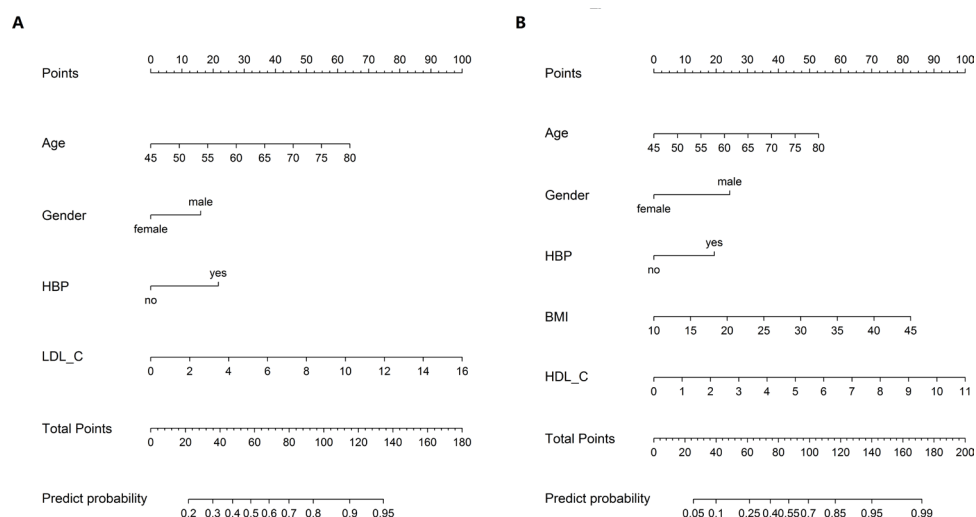 A
Points
0 10 20 30 40 50 60 70 80 90 100
Age
45 50 55 60 65 70 75 80
Gender
male
female
HBP
yes
no
LDL_C
0 2 4 6 8 10 12 14 16
Total Points
0 20 40 60 80 100 120 140 160 180
Predict probability
0.2 0.3 0.4 0.5 0.6 0.7 0.8 0.9 0.95
B
Points
0 10 20 30 40 50 60 70 80 90 100
Age
45 50 55 60 65 70 75 80
Gender
male
female
HBP
yes
no
BMI
10 15 20 25 30 35 40 45
HDL_C
0 1 2 3 4 5 6 7 8 9 10 11
Total Points
0 20 40 60 80 100 120 140 160 180 200
Predict probability
0.05 0.1 0.25 0.40 0.55 0.7 0.85 0.95 0.99